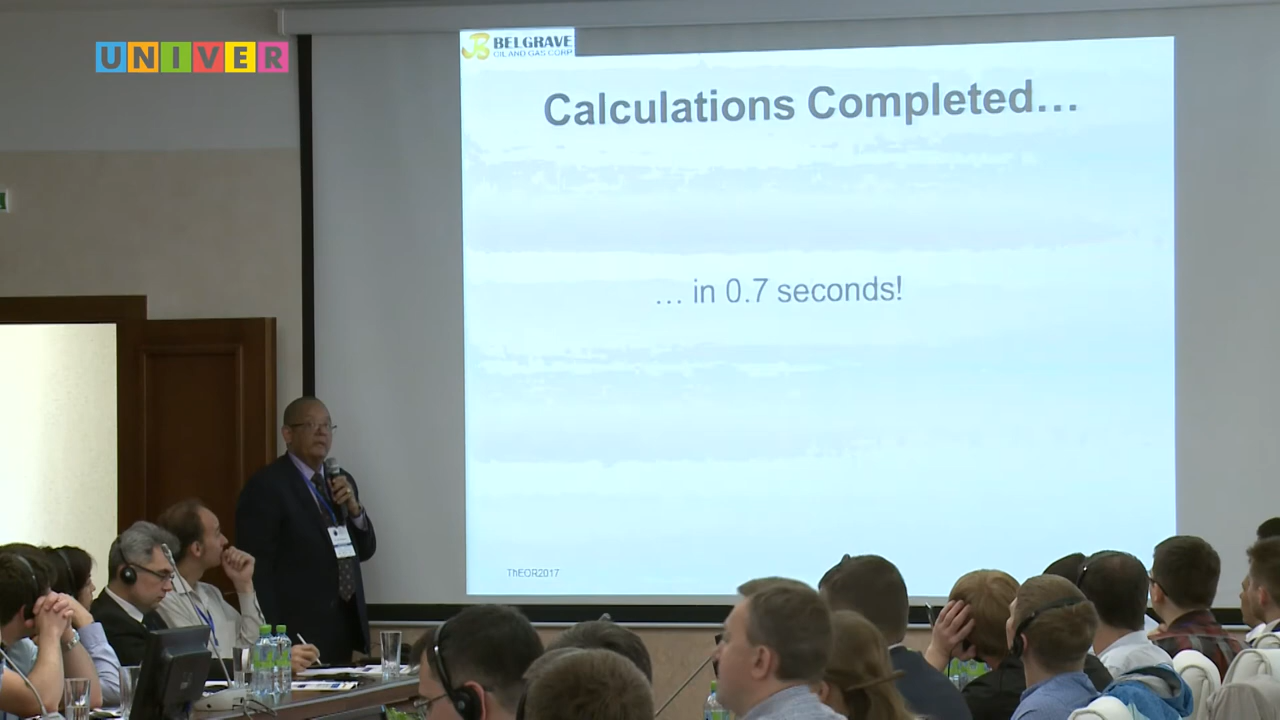 UNIVER
BELGRAVE
OIL AND GAS CORP
Calculations Completed…
… in 0.7 seconds!
ThEOR2017